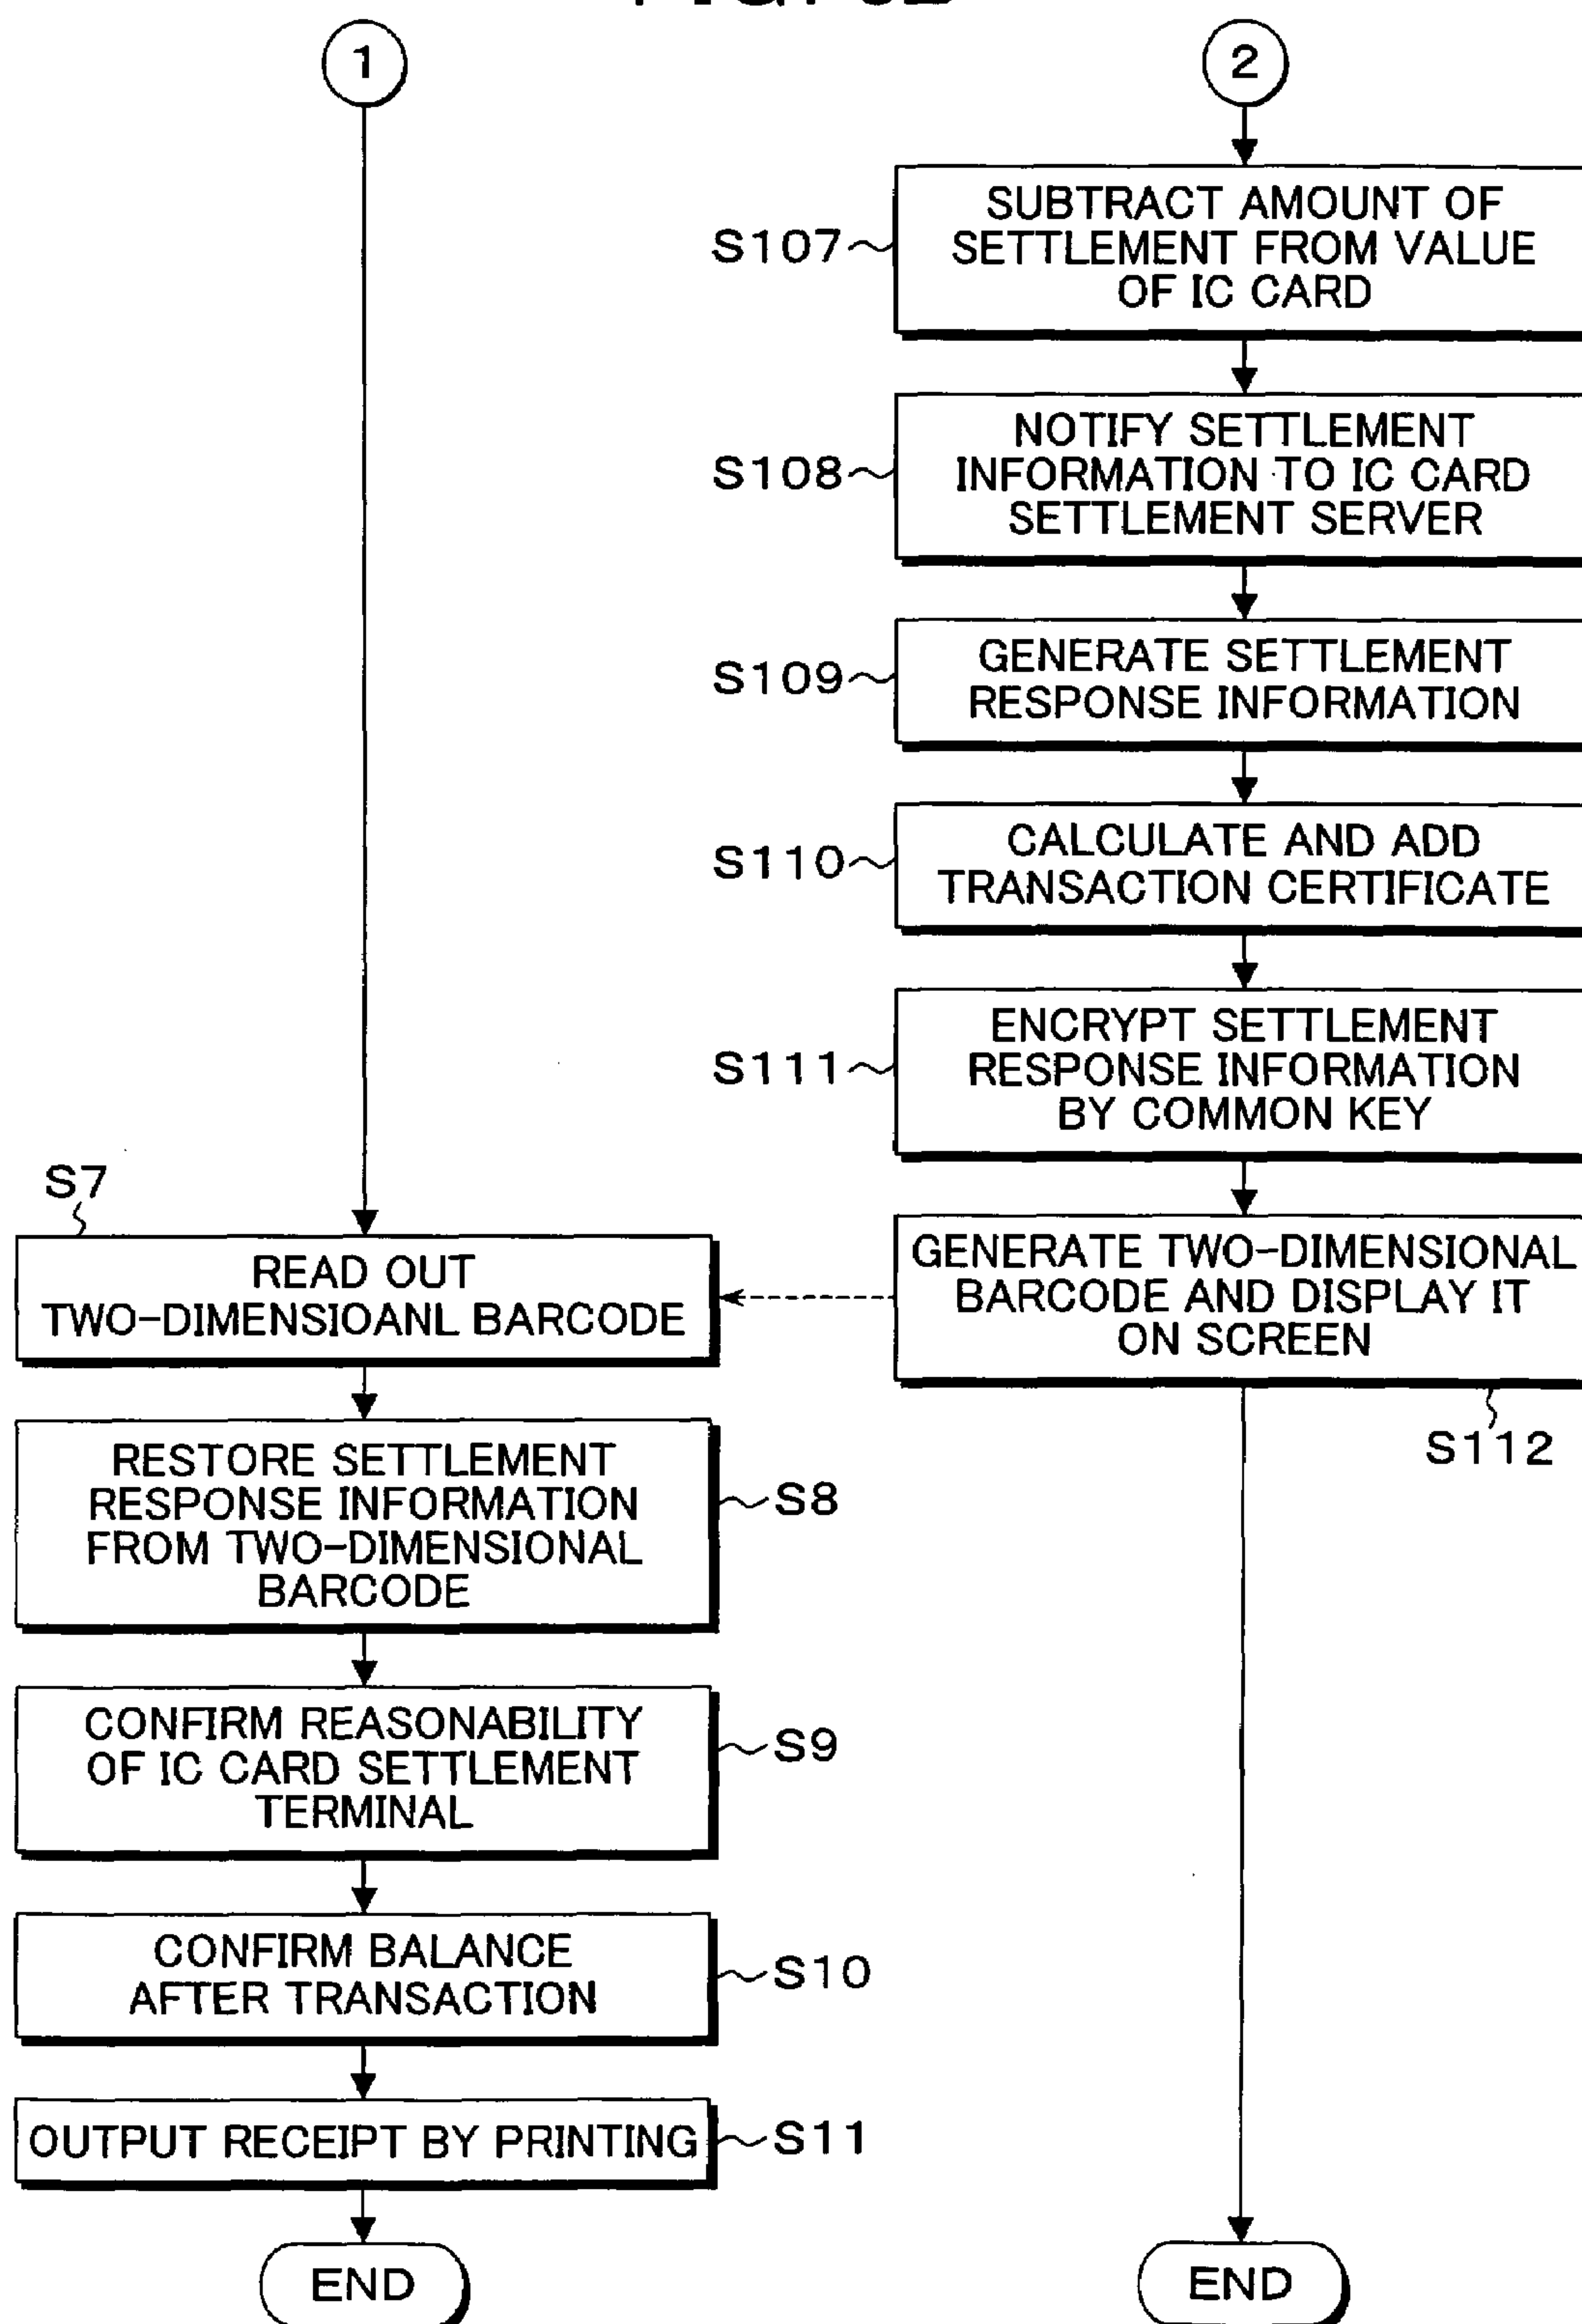 1
2
S107
SUBTRACT AMOUNT OF
SETTLEMENT FROM VALUE
OF IC CARD
S108
NOTIFY SETTLEMENT
INFORMATION TO IC CARD
SETTLEMENT SERVER
S109
GENERATE SETTLEMENT
RESPONSE INFORMATION
S110
CALCULATE AND ADD
TRANSACTION CERTIFICATE
S111
ENCRYPT SETTLEMENT
RESPONSE INFORMATION
BY COMMON KEY
S7
READ OUT
TWO-DIMENSIOANL BARCODE
GENERATE TWO-DIMENSIONAL
BARCODE AND DISPLAY IT
ON SCREEN
S112
RESTORE SETTLEMENT
RESPONSE INFORMATION
FROM TWO-DIMENSIONAL
BARCODE
S8
CONFIRM REASONABILITY
OF IC CARD SETTLEMENT
TERMINAL
S9
CONFIRM BALANCE
AFTER TRANSACTION
S10
OUTPUT RECEIPT BY PRINTING
S11
END
END